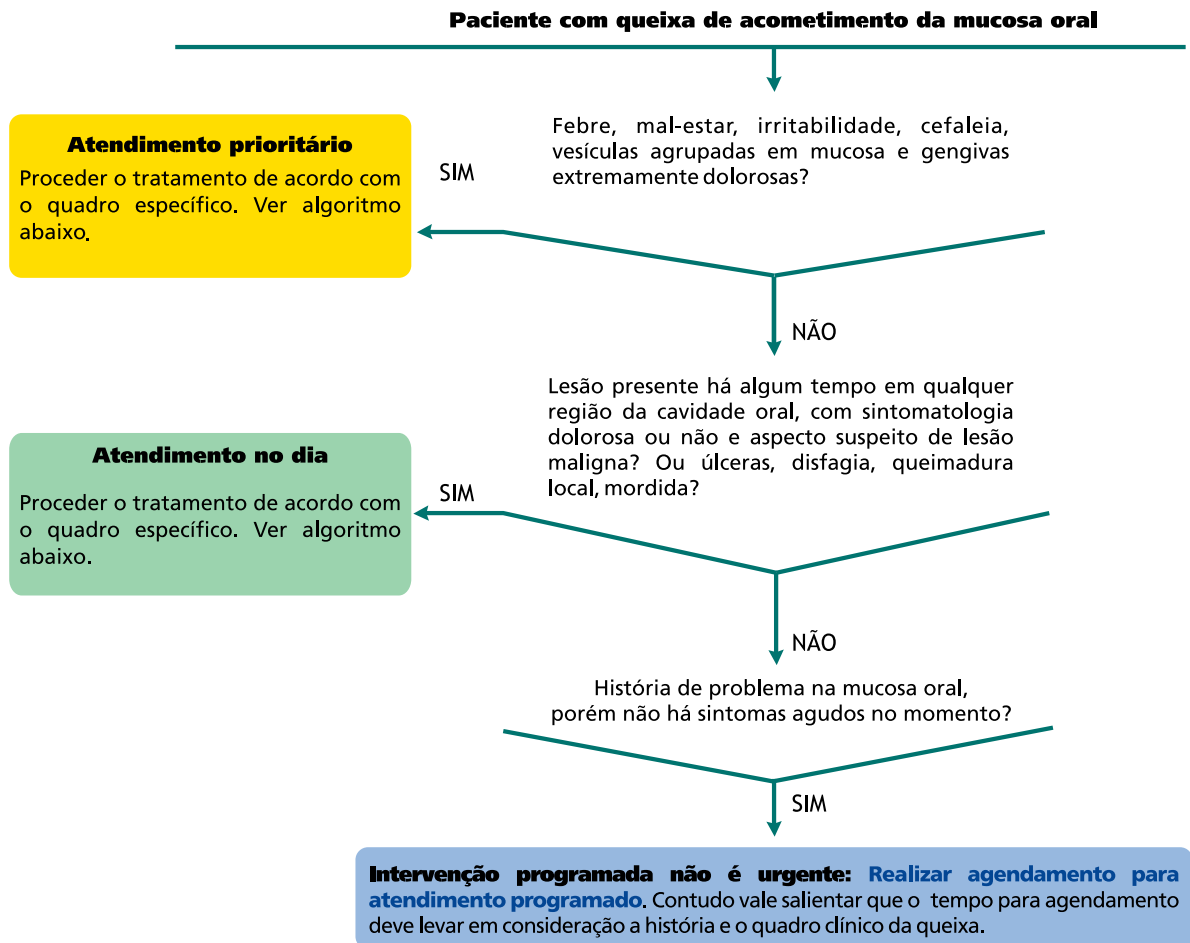 Paciente com queixa de acometimento da mucosa oral
Febre, mal-estar, irritabilidade, cefaleia,
vesículas agrupadas em mucosa e gengivas
extremamente dolorosas?
SIM
Atendimento prioritário
Proceder o tratamento de acordo com
o quadro específico. Ver algoritmo
abaixo.
NÃO
Lesão presente há algum tempo em qualquer
região da cavidade oral, com sintomatologia
dolorosa ou não e aspecto suspeito de lesão
maligna? Ou úlceras, disfagia, queimadura
local, mordida?
SIM
Atendimento no dia
Proceder o tratamento de acordo com
o quadro específico. Ver algoritmo
abaixo.
NÃO
História de problema na mucosa oral,
porém não há sintomas agudos no momento?
SIM
Intervenção programada não é urgente: Realizar agendamento para
atendimento programado. Contudo vale salientar que o tempo para agendamento
deve levar em consideração a história e o quadro clínico da queixa.